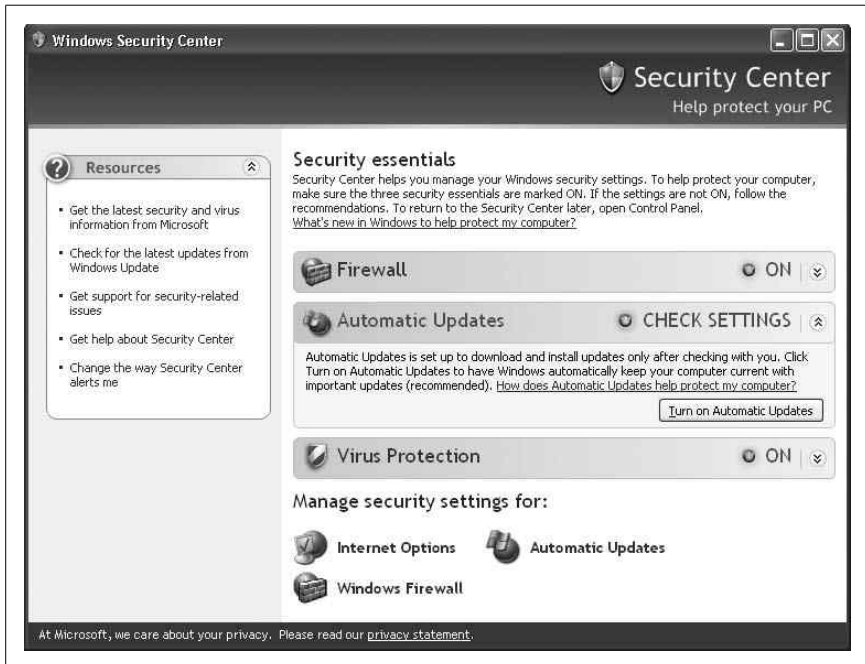 Windows Security Center
Security Center
Help protect your PC
Resources
Get the latest security and virus
information from Microsoft
Check for the latest updates from
Windows Update
Get support for security-related
issues
Get help about Security Center
Change the way Security Center
alerts me
Security essentials
Security Center helps you manage your Windows security settings. To help protect your computer,
make sure the three security essentials are marked ON. If the settings are not ON, follow the
recommendations. To return to the Security Center later, open Control Panel.
What's new in Windows to help protect my computer?
Firewall ON
Automatic Updates CHECK SETTINGS
Automatic Updates is set up to download and install updates only after checking with you. Click
Turn on Automatic Updates to have Windows automatically keep your computer current with
important updates (recommended). How does Automatic Updates help protect my computer?
Turn on Automatic Updates
Virus Protection ON
Manage security settings for:
Internet Options Automatic Updates
Windows Firewall
At Microsoft, we care about your privacy. Please read our privacy statement.